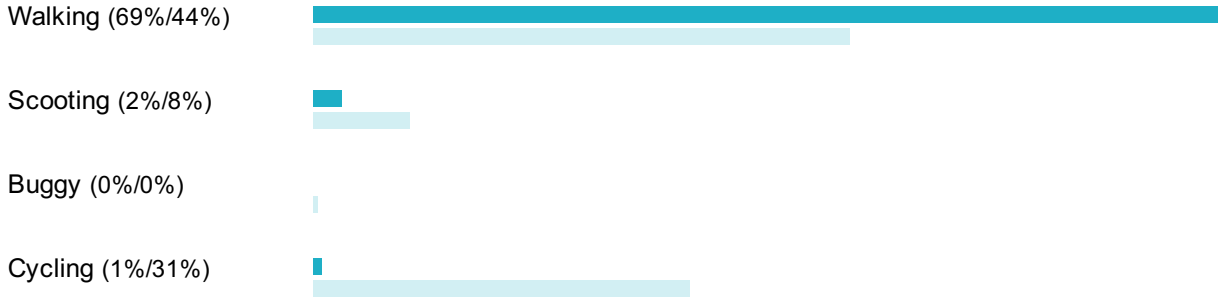 Walking (69%/44%)
Scooting (2%/8%)
Buggy (0%/0%)
Cycling (1%/31%)